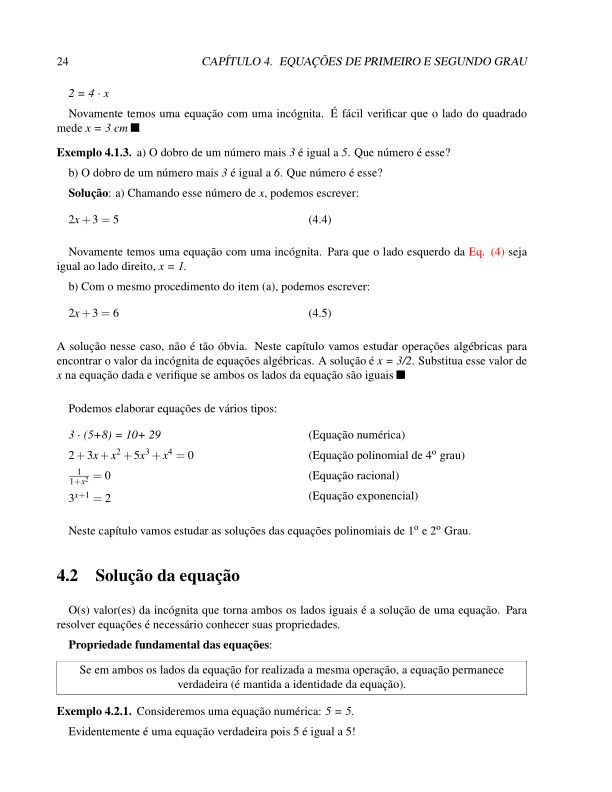 24 CAPÍTULO 4. EQUAÇÕES DE PRIMEIRO E SEGUNDO GRAU
2 = 4 · x
Novamente temos uma equação com uma incógnita. É fácil verificar que o lado do quadrado
mede x = 3 cm ■
Exemplo 4.1.3. a) O dobro de um número mais 3 é igual a 5. Que número é esse?
b) O dobro de um número mais 3 é igual a 6. Que número é esse?
Solução: a) Chamando esse número de x, podemos escrever:
2x + 3 = 5 (4.4)
Novamente temos uma equação com uma incógnita. Para que o lado esquerdo da Eq. (4) seja
igual ao lado direito, x = 1.
b) Com o mesmo procedimento do item (a), podemos escrever:
2x + 3 = 6 (4.5)
A solução nesse caso, não é tão óbvia. Neste capítulo vamos estudar operações algébricas para
encontrar o valor da incógnita de equações algébricas. A solução é x = 3/2. Substitua esse valor de
x na equação dada e verifique se ambos os lados da equação são iguais ■
Podemos elaborar equações de vários tipos:
3 · (5+8) = 10+ 29 (Equação numérica)
2 + 3x + x² + 5x³ + x⁴ = 0 (Equação polinomial de 4º grau)
1/(1+x²) = 0 (Equação racional)
3ˣ⁺¹ = 2 (Equação exponencial)
Neste capítulo vamos estudar as soluções das equações polinomiais de 1º e 2º Grau.
4.2 Solução da equação
O(s) valor(es) da incógnita que torna ambos os lados iguais é a solução de uma equação. Para
resolver equações é necessário conhecer suas propriedades.
Propriedade fundamental das equações:
Se em ambos os lados da equação for realizada a mesma operação, a equação permanece
verdadeira (é mantida a identidade da equação).
Exemplo 4.2.1. Consideremos uma equação numérica: 5 = 5.
Evidentemente é uma equação verdadeira pois 5 é igual a 5!